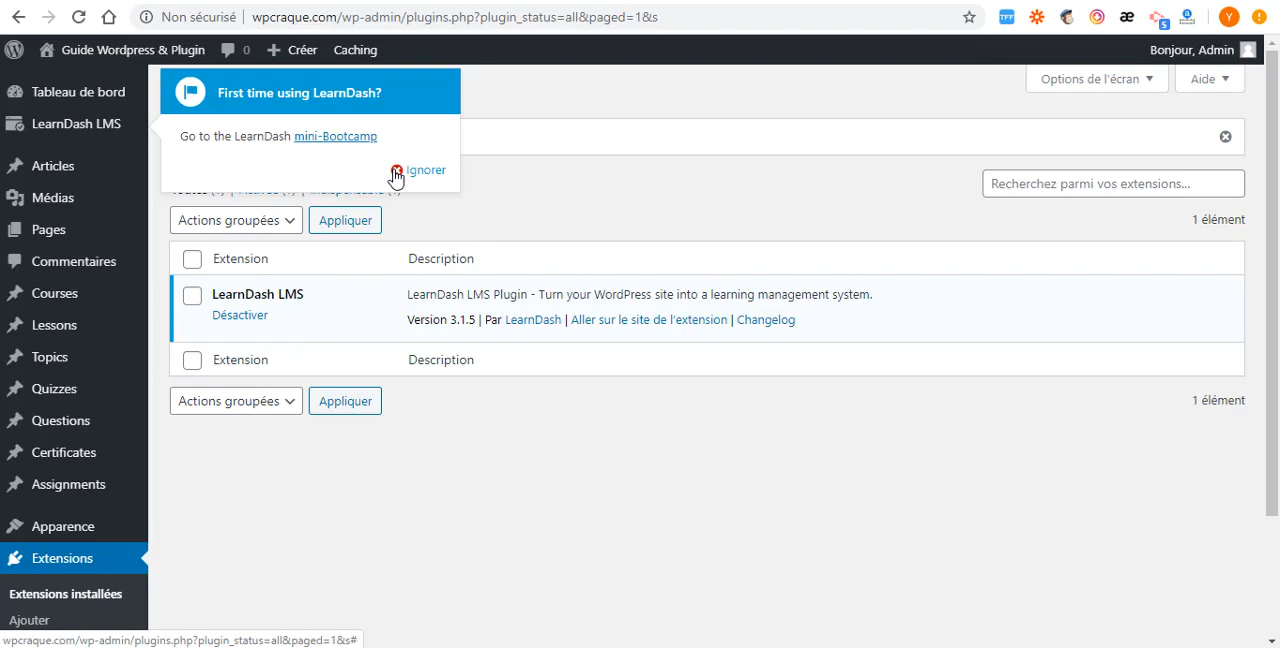 Non sécurisé wpcraque.com/wp-admin/plugins.php?plugin_status=all&paged=1&s
TFF
æ
5
Y
Guide Wordpress & Plugin 0 Créer Caching Bonjour, Admin
Options de l'écran Aide
First time using LearnDash?
Go to the LearnDash mini-Bootcamp
Ignorer
Recherchez parmi vos extensions...
Actions groupées Appliquer 1 élément
Extension Description
LearnDash LMS LearnDash LMS Plugin - Turn your WordPress site into a learning management system.
Désactiver Version 3.1.5 | Par LearnDash | Aller sur le site de l'extension | Changelog
Extension Description
Actions groupées Appliquer 1 élément
Tableau de bord
LearnDash LMS
Articles
Médias
Pages
Commentaires
Courses
Lessons
Topics
Quizzes
Questions
Certificates
Assignments
Apparence
Extensions
Extensions installées
Ajouter
wpcraque.com/wp-admin/plugins.php?plugin_status=all&paged=1&s#